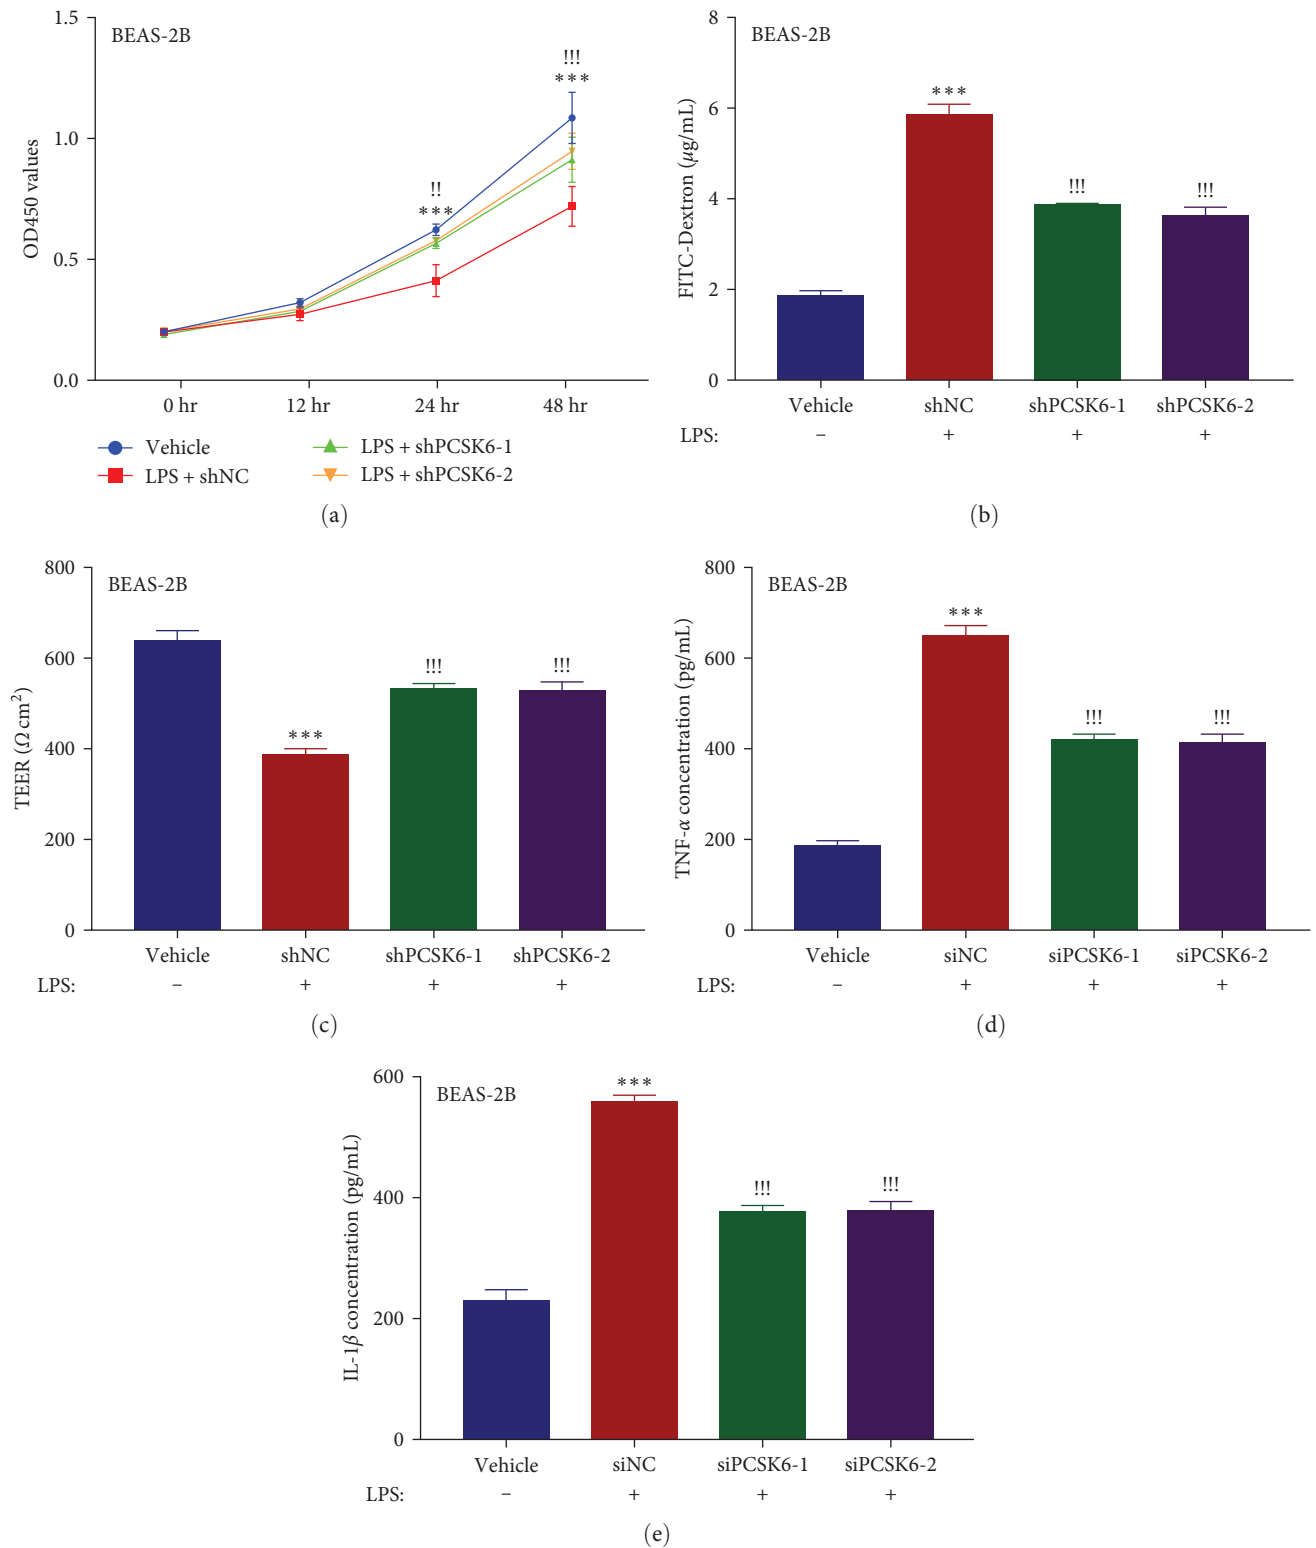 1.5
BEAS-2B
!!!
***
1.0
!!
***
0.5
0.0
OD450 values
0 hr
12 hr
24 hr
48 hr
Vehicle
LPS + shNC
LPS + shPCSK6-1
LPS + shPCSK6-2
(a)
8
BEAS-2B
***
6
!!!
!!!
4
2
0
FITC-Dextron (μg/mL)
Vehicle
shNC
shPCSK6-1
shPCSK6-2
LPS:
–
+
+
+
(b)
800
BEAS-2B
600
!!!
!!!
***
400
200
0
TEER (Ω cm²)
Vehicle
shNC
shPCSK6-1
shPCSK6-2
LPS:
–
+
+
+
(c)
800
BEAS-2B
***
600
!!!
!!!
400
200
0
TNF-α concentration (pg/mL)
Vehicle
siNC
siPCSK6-1
siPCSK6-2
LPS:
–
+
+
+
(d)
600
BEAS-2B
***
!!!
!!!
400
200
0
IL-1β concentration (pg/mL)
Vehicle
siNC
siPCSK6-1
siPCSK6-2
LPS:
–
+
+
+
(e)